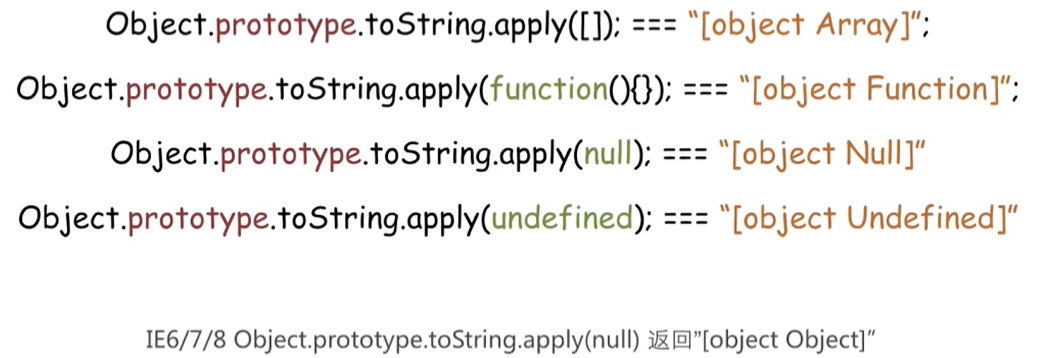 Object.prototype.toString.apply([]); === “[object Array]”;
Object.prototype.toString.apply(function(){}); === “[object Function]”;
Object.prototype.toString.apply(null); === “[object Null]”
Object.prototype.toString.apply(undefined); === “[object Undefined]”
IE6/7/8 Object.prototype.toString.apply(null) 返回”[object Object]”